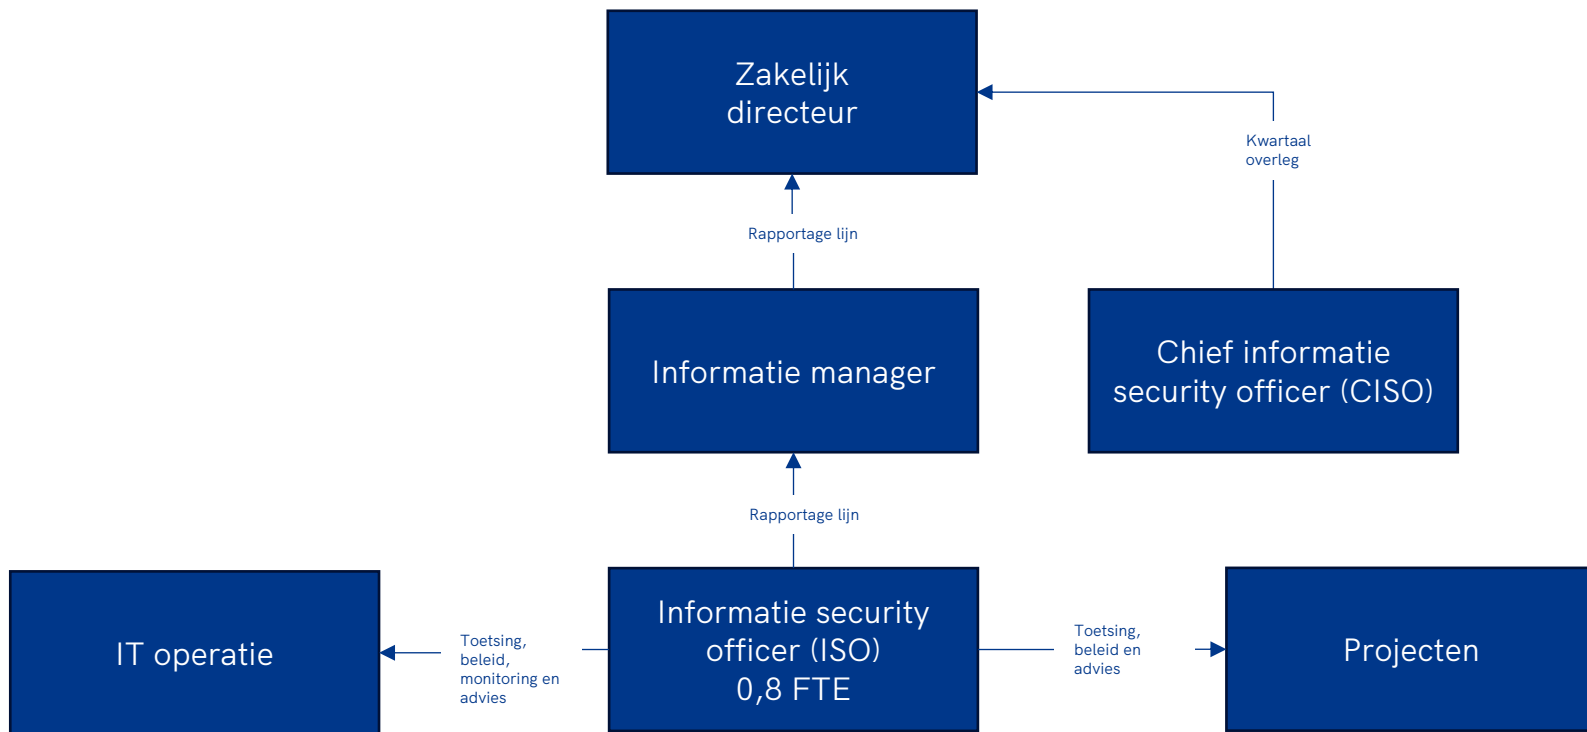 Zakelijk
directeur
Kwartaal
overleg
Rapportage lijn
Informatie manager
Chief informatie
security officer (CISO)
Rapportage lijn
IT operatie
Toetsing,
beleid,
monitoring en
advies
Informatie security
officer (ISO)
0,8 FTE
Toetsing,
beleid en
advies
Projecten